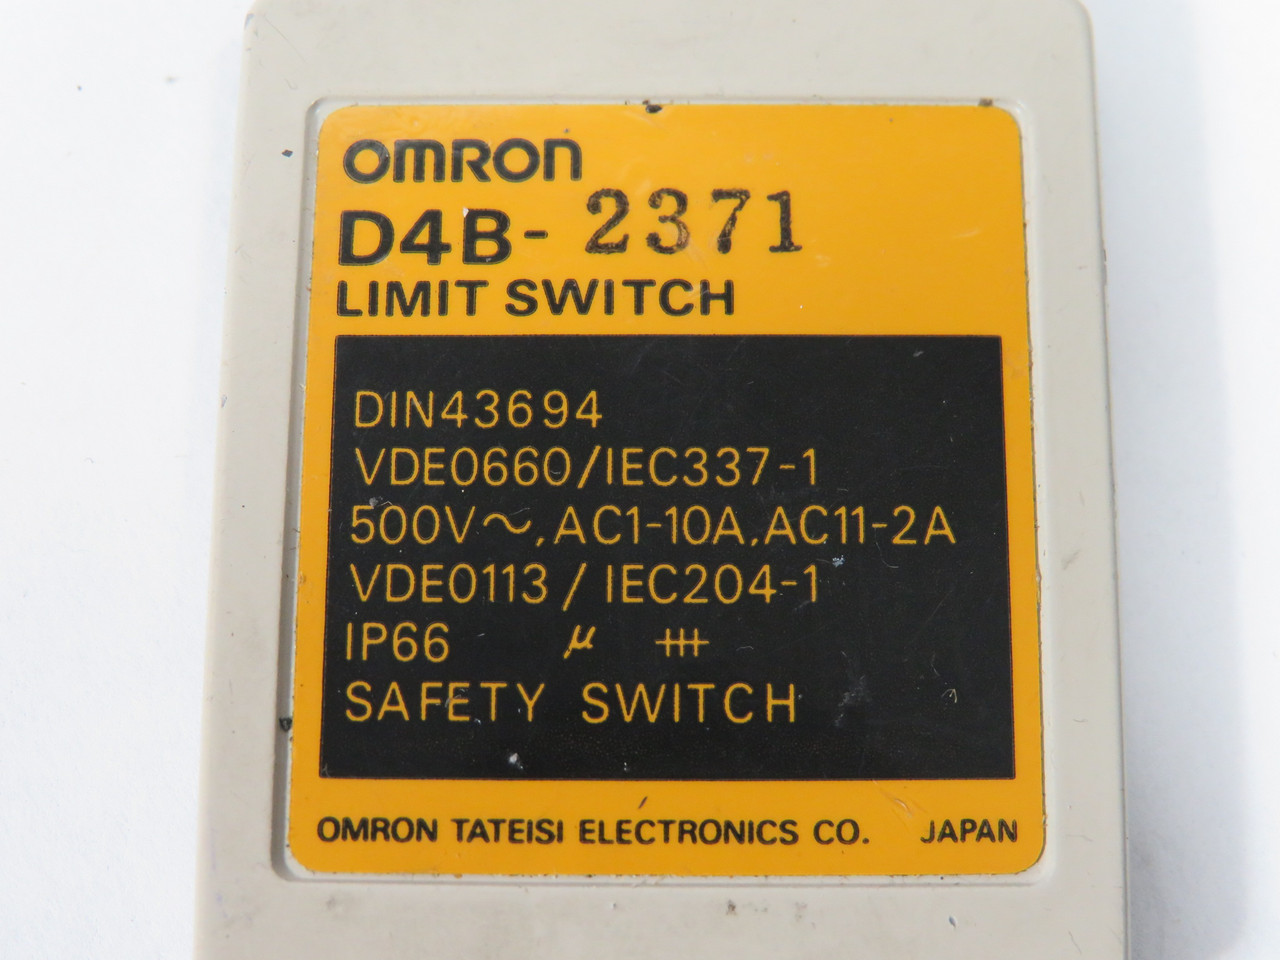 OMRON
D4B- 2371
LIMIT SWITCH
DIN43694
VDE0660/IEC337-1
500V～, AC1-10A, AC11-2A
VDE0113 / IEC204-1
IP66 μ
SAFETY SWITCH
OMRON TATEISI ELECTRONICS CO. JAPAN